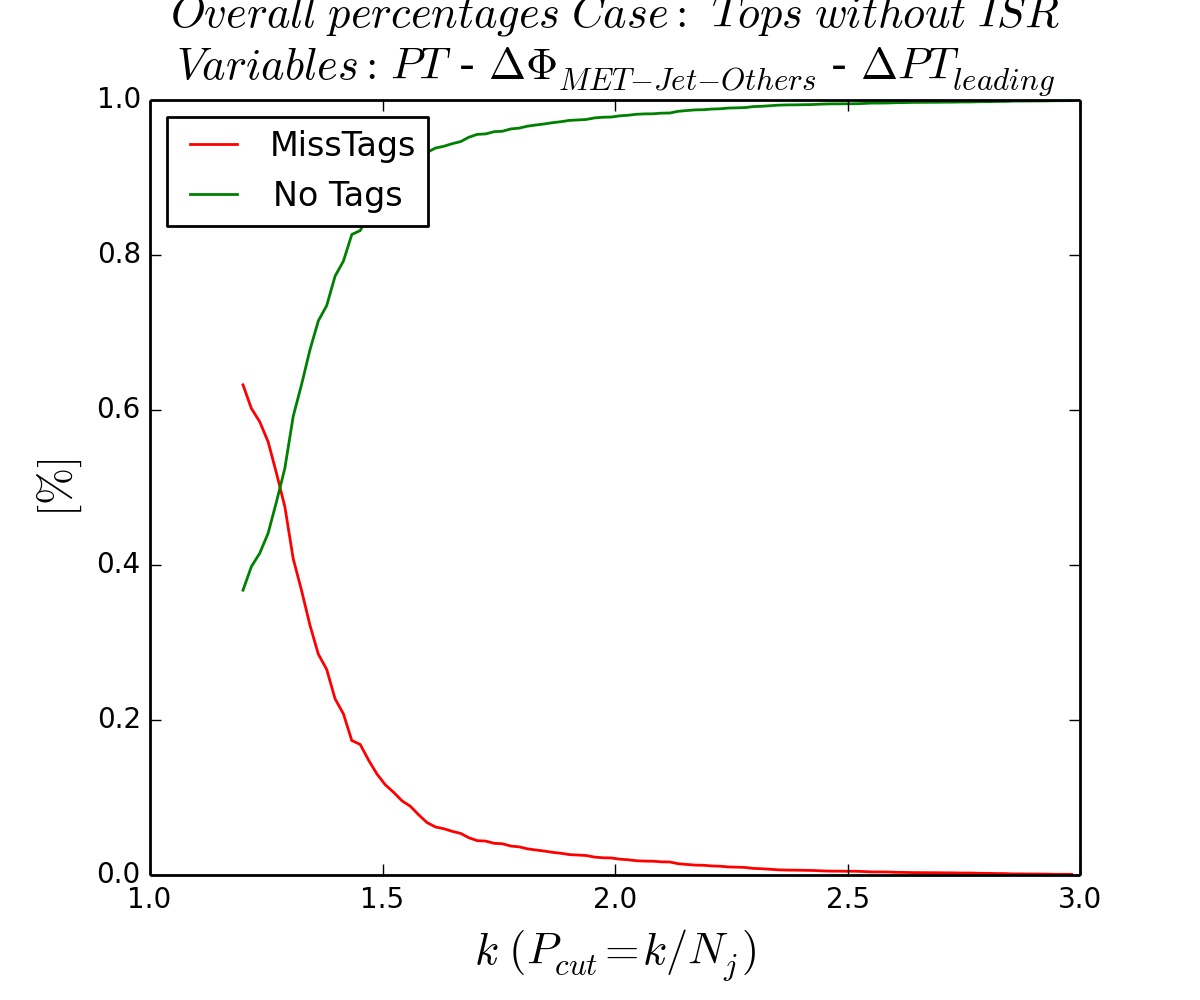 Overall percentages Case: Tops without ISR
Variables: PT - ΔΦ_{MET−Jet−Others} - ΔPT_{leading}
1.0
0.8
0.6
0.4
0.2
0.0
[%]
MissTags
No Tags
1.0 1.5 2.0 2.5 3.0
k (P_{cut}=k/N_j)